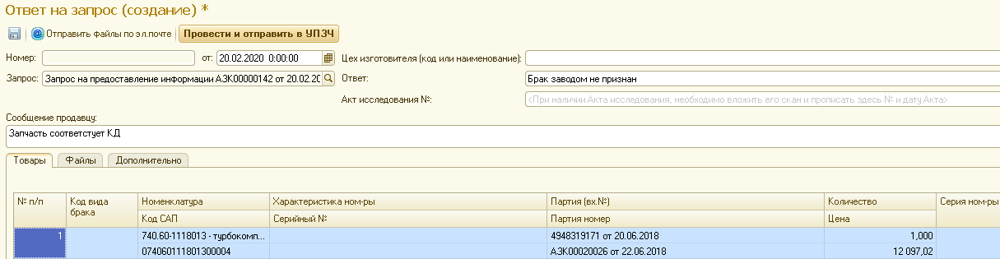 Ответ на запрос (создание) *
Отправить файлы по эл.почте Провести и отправить в УПЗЧ
Номер: от: 20.02.2020 0:00:00 Цех изготовителя (код или наименование):
Запрос: Запрос на предоставление информации АЗК00000142 от 20.02.20 Ответ: Брак заводом не признан
Акт исследования №: <При наличии Акта исследования, необходимо вложить его скан и прописать здесь № и дату Акта>
Сообщение продавцу:
Запчасть соответстует КД
Товары Файлы Дополнительно
№ п/п Код вида брака Номенклатура Характеристика ном-ры Партия (вх.№) Количество Серия ном-ры
Код САП Серийный № Партия номер Цена
1 740.60-1118013 - турбокомп... 4948319171 от 20.06.2018 1,000
074060111801300004 АЗК00020026 от 22.06.2018 12 097,02